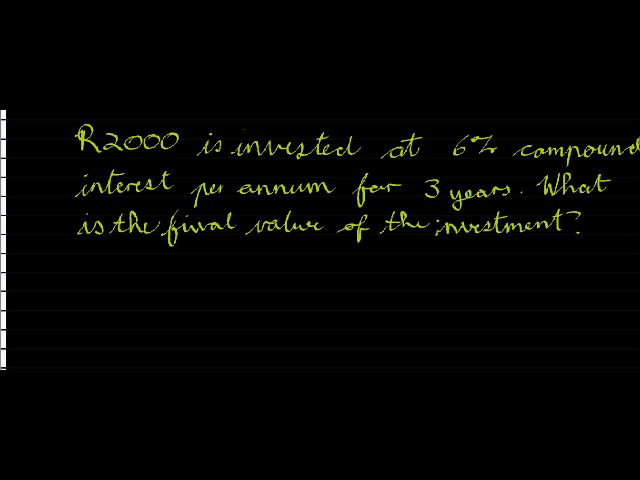 R2000 is invested at 6% compound
interest per annum for 3 years. What
is the final value of the investment?